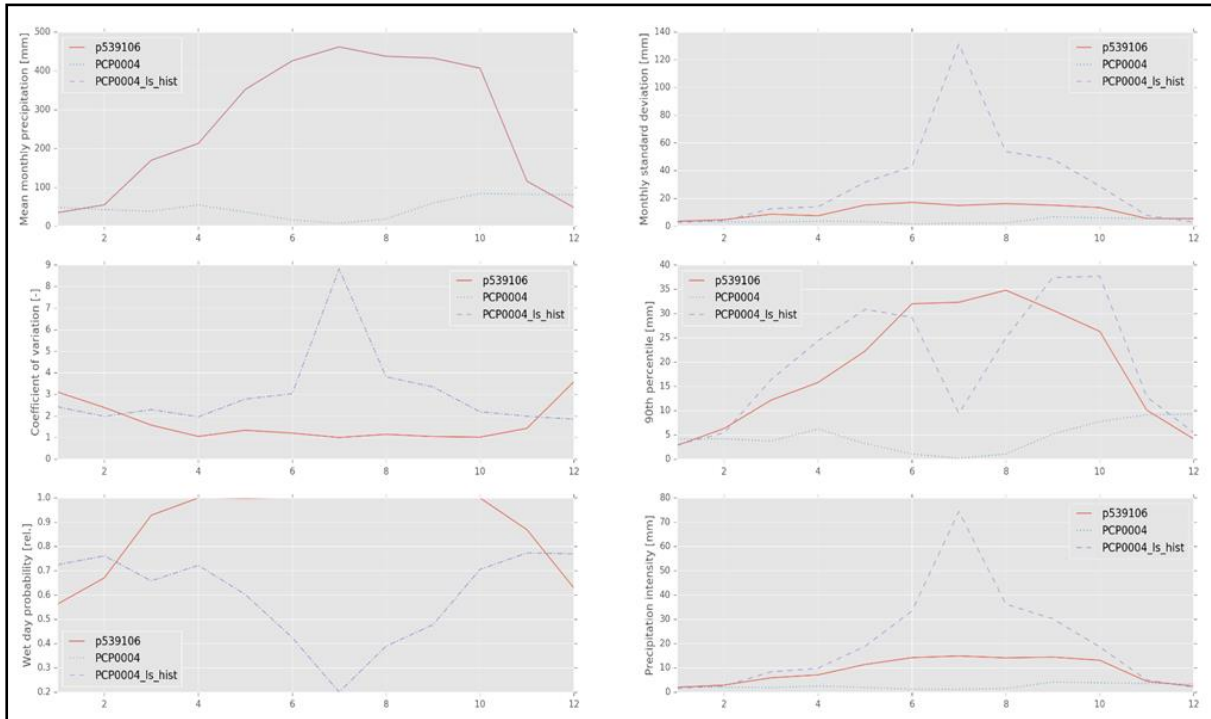 Mean monthly precipitation [mm]
500
400
300
200
100
0
p539106
PCP0004
PCP0004_ls_hist
2 4 6 8 10 12
Monthly standard deviation [mm]
140
120
100
80
60
40
20
0
p539106
PCP0004
PCP0004_ls_hist
2 4 6 8 10 12
Coefficient of variation [-]
9
8
7
6
5
4
3
2
1
0
p539106
PCP0004
PCP0004_ls_hist
2 4 6 8 10 12
90th percentile [mm]
40
35
30
25
20
15
10
5
0
p539106
PCP0004
PCP0004_ls_hist
2 4 6 8 10 12
Wet day probability [rel.]
1.0
0.9
0.8
0.7
0.6
0.5
0.4
0.3
0.2
p539106
PCP0004
PCP0004_ls_hist
2 4 6 8 10 12
Precipitation intensity [mm]
80
70
60
50
40
30
20
10
0
p539106
PCP0004
PCP0004_ls_hist
2 4 6 8 10 12